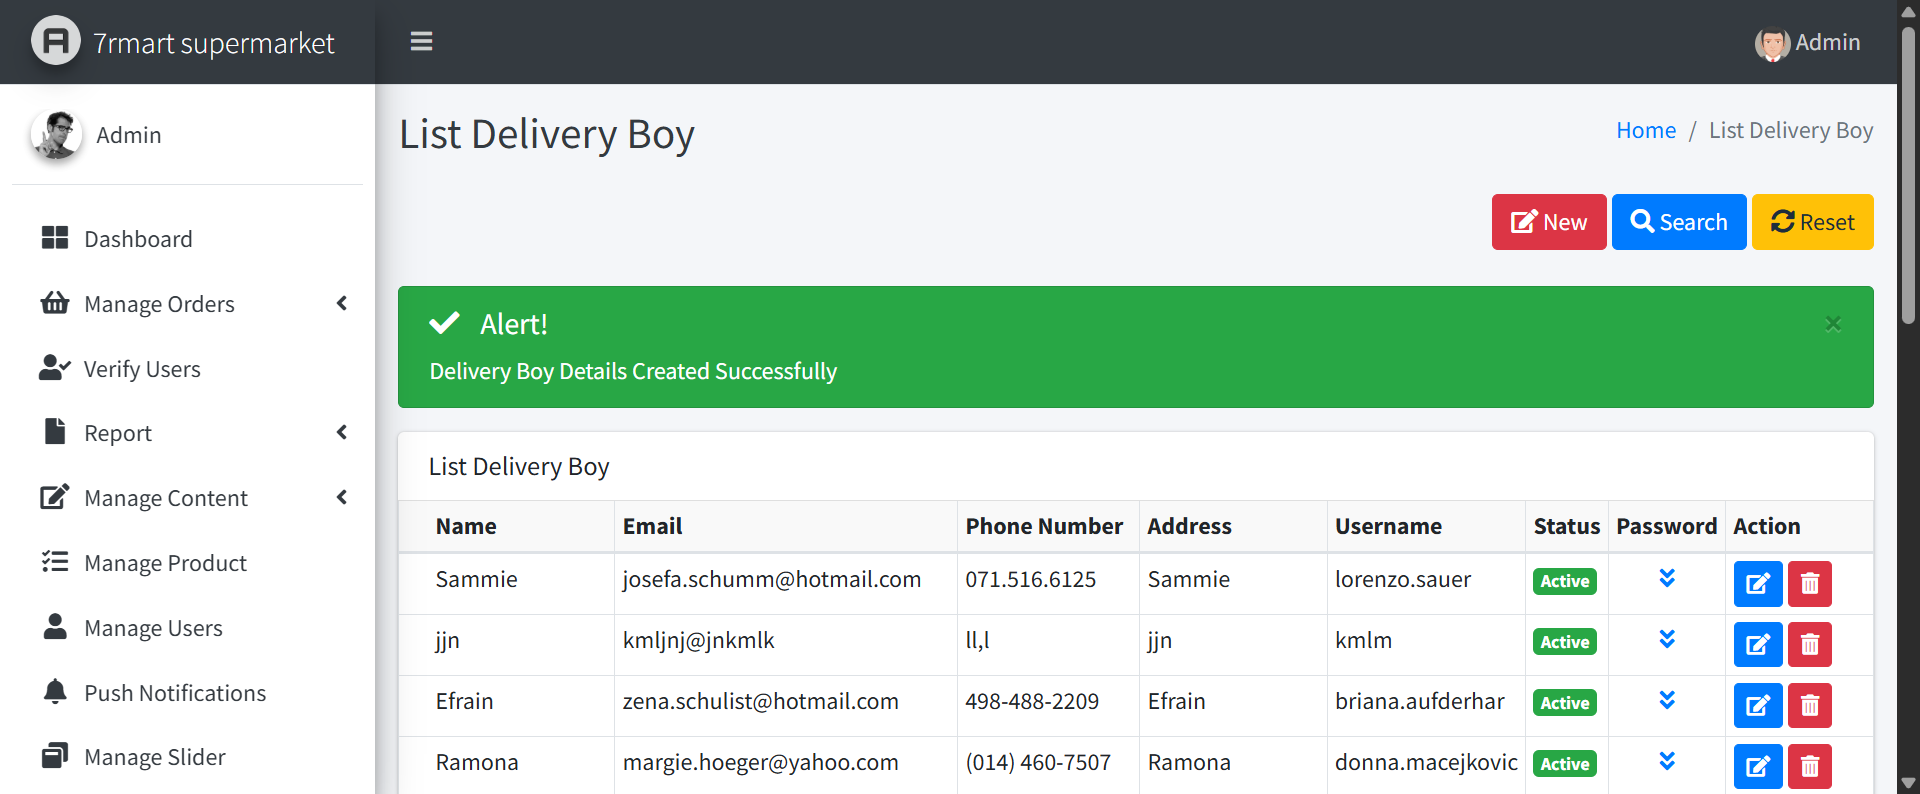 7rmart supermarket
Admin
Admin
Dashboard
Manage Orders
Verify Users
Report
Manage Content
Manage Product
Manage Users
Push Notifications
Manage Slider
List Delivery Boy
Home / List Delivery Boy
New Search Reset
Alert!
×
Delivery Boy Details Created Successfully
List Delivery Boy
Name Email Phone Number Address Username Status Password Action
Sammie josefa.schumm@hotmail.com 071.516.6125 Sammie lorenzo.sauer Active
jjn kmljnj@jnkmlk ll,l jjn kmlm Active
Efrain zena.schulist@hotmail.com 498-488-2209 Efrain briana.aufderhar Active
Ramona margie.hoeger@yahoo.com (014) 460-7507 Ramona donna.macejkovic Active